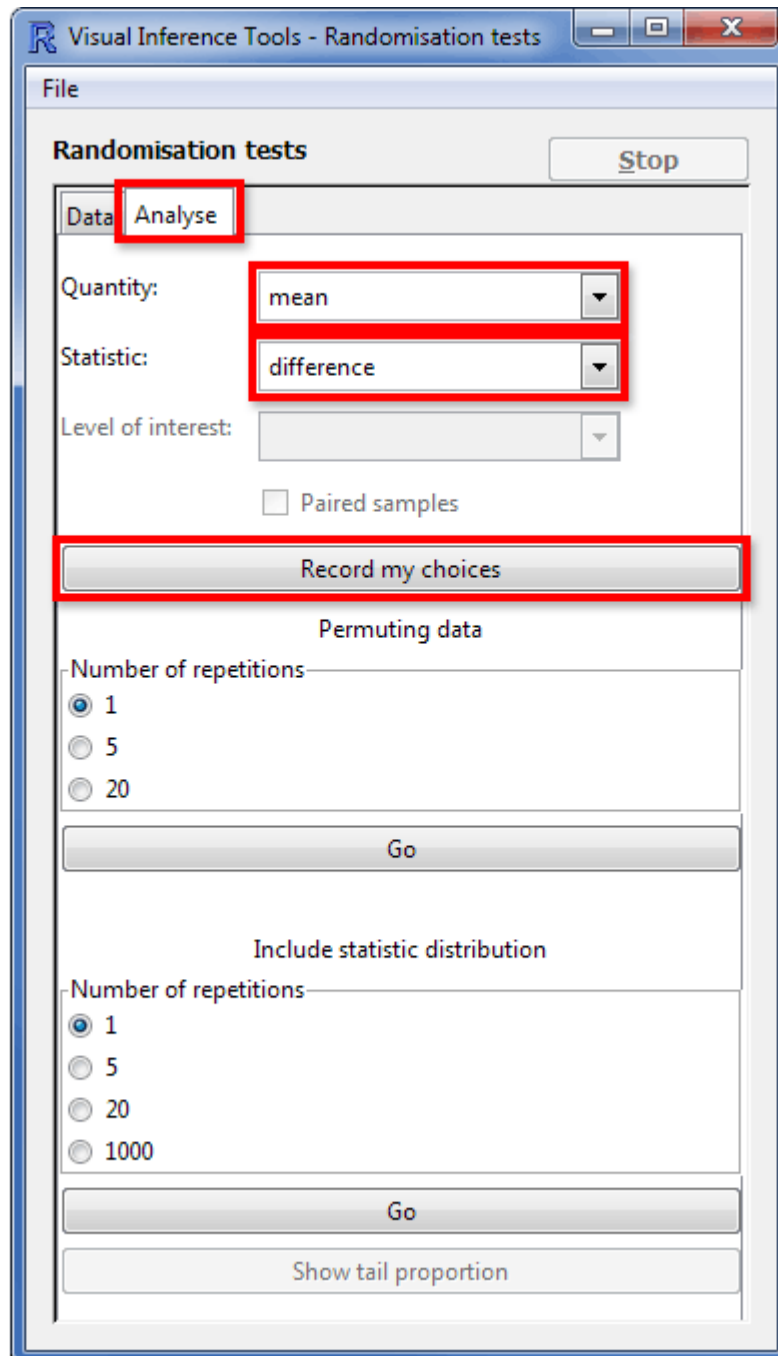 Visual Inference Tools - Randomisation tests
File
Randomisation tests
Stop
Data
Analyse
Quantity:
mean
Statistic:
difference
Level of interest:
Paired samples
Record my choices
Permuting data
Number of repetitions
1
5
20
Go
Include statistic distribution
Number of repetitions
1
5
20
1000
Go
Show tail proportion